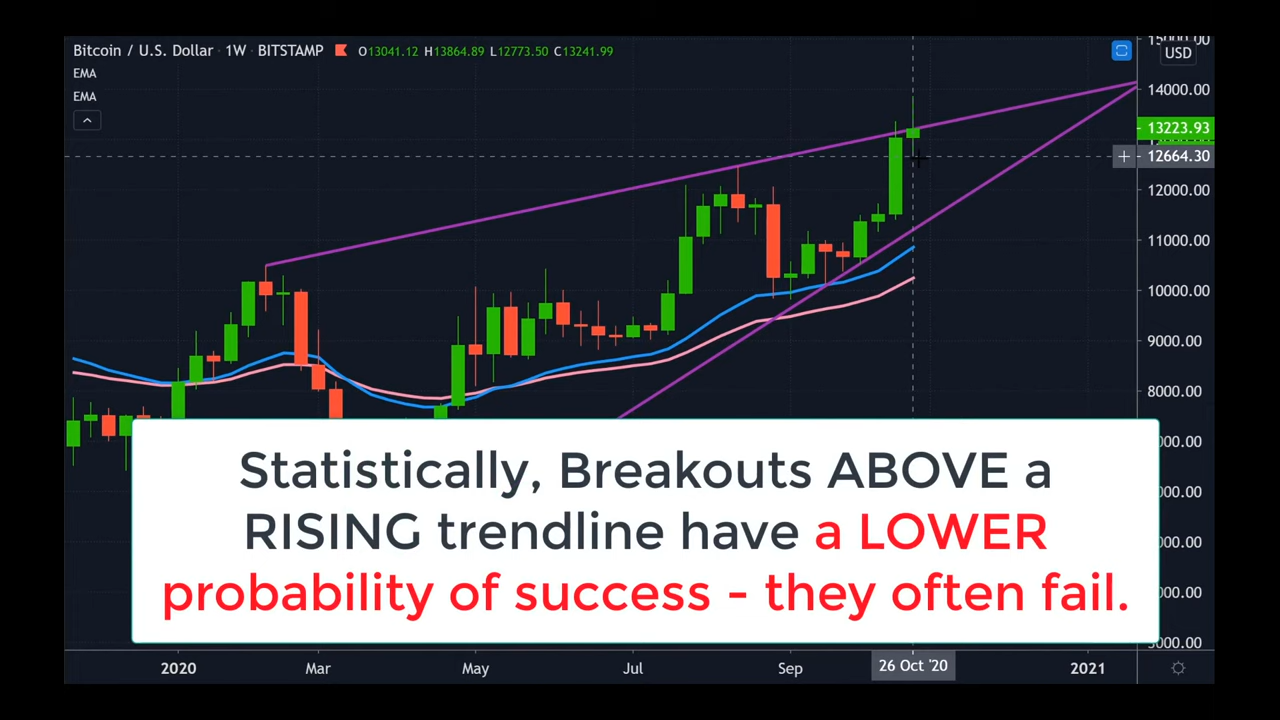 Bitcoin / U.S. Dollar · 1W · BITSTAMP O13041.12 H13864.89 L12773.50 C13241.99
EMA
EMA
USD
14000.00
13223.93
12664.30
12000.00
11000.00
10000.00
9000.00
8000.00
Statistically, Breakouts ABOVE a
RISING trendline have a LOWER
probability of success - they often fail.
2020 Mar May Jul Sep 26 Oct '20 2021